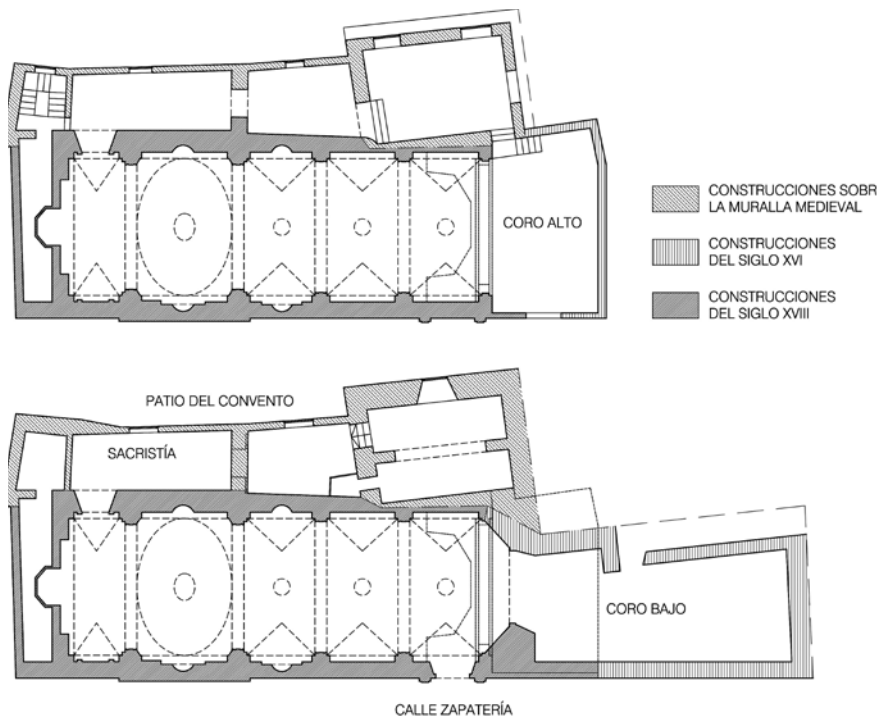 CORO ALTO
CONSTRUCCIONES SOBR
LA MURALLA MEDIEVAL
CONSTRUCCIONES
DEL SIGLO XVI
CONSTRUCCIONES
DEL SIGLO XVIII
PATIO DEL CONVENTO
SACRISTÍA
CORO BAJO
CALLE ZAPATERÍA